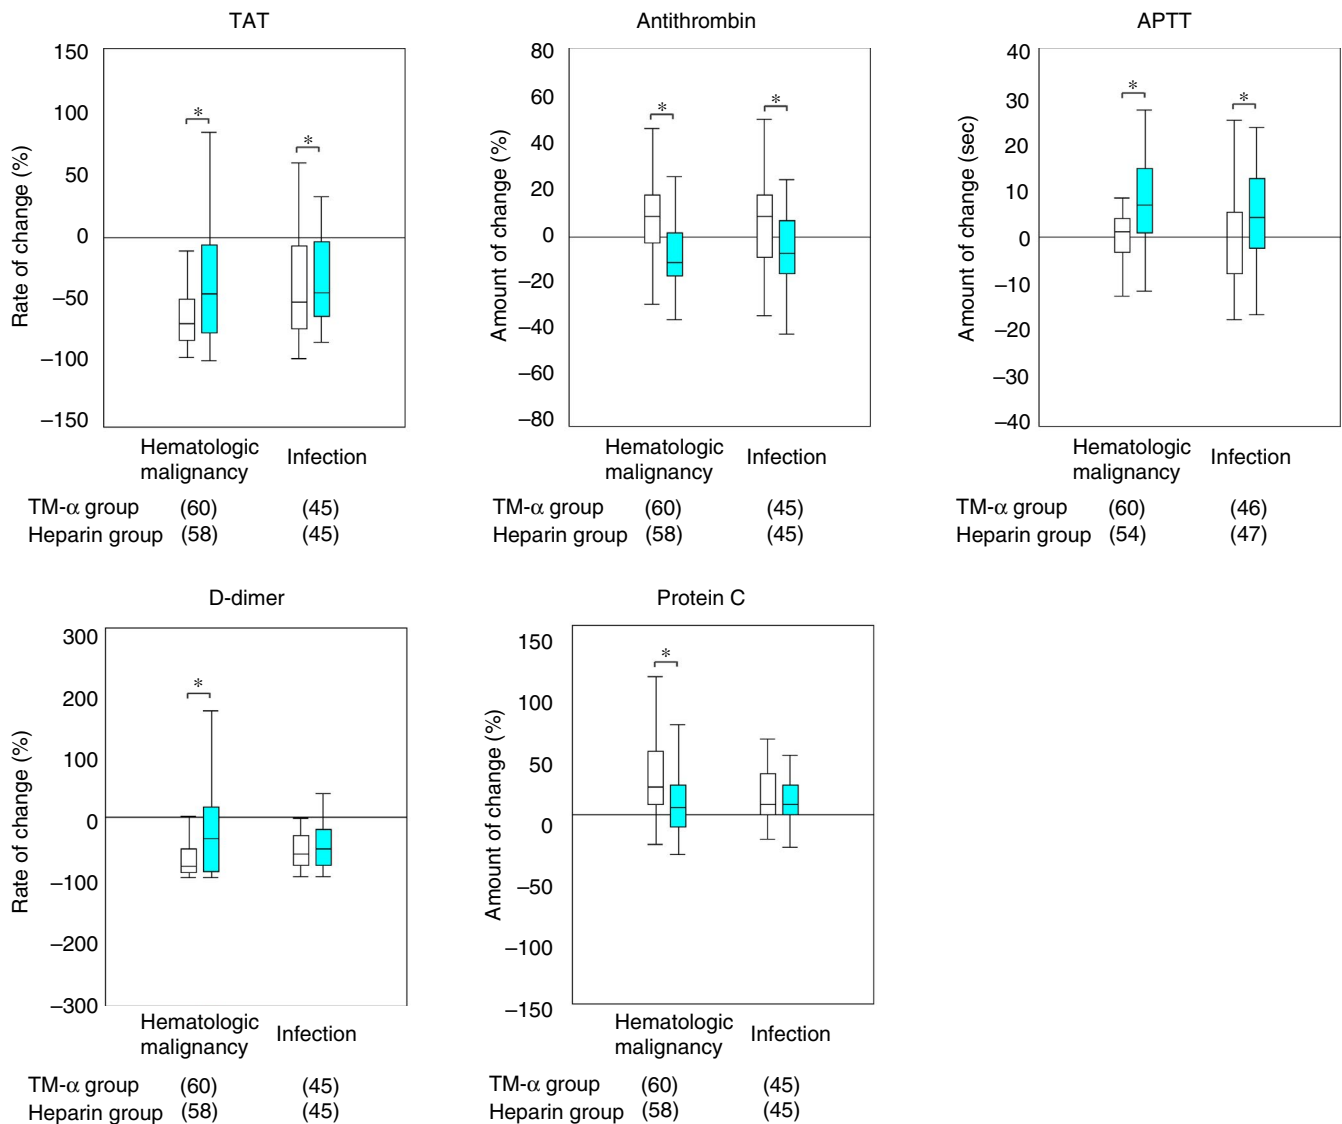 TAT
Rate of change (%)
150
100
50
0
–50
–100
–150
*
*
Hematologic malignancy
Infection
TM-α group (60) (45)
Heparin group (58) (45)
Antithrombin
Amount of change (%)
80
60
40
20
0
–20
–40
–60
–80
*
*
Hematologic malignancy
Infection
TM-α group (60) (45)
Heparin group (58) (45)
APTT
Amount of change (sec)
40
30
20
10
0
–10
–20
–30
–40
*
*
Hematologic malignancy
Infection
TM-α group (60) (46)
Heparin group (54) (47)
D-dimer
Rate of change (%)
300
200
100
0
–100
–200
–300
*
Hematologic malignancy
Infection
TM-α group (60) (45)
Heparin group (58) (45)
Protein C
Amount of change (%)
150
100
50
0
–50
–100
–150
*
Hematologic malignancy
Infection
TM-α group (60) (45)
Heparin group (58) (45)